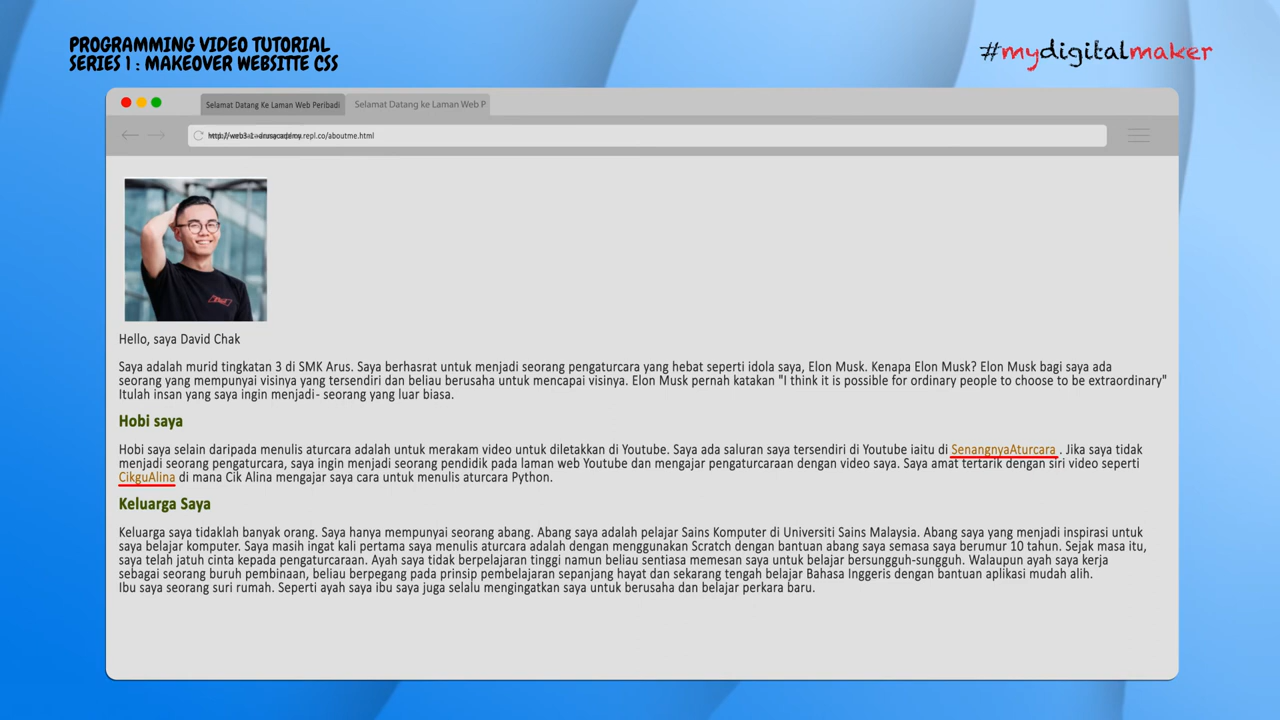 PROGRAMMING VIDEO TUTORIAL
SERIES 1 : MAKEOVER WEBSITTE CSS
#mydigitalmaker
Selamat Datang Ke Laman Web Peribadi
Selamat Datang ke Laman Web P
.repl.co/aboutme.html
Hello, saya David Chak
Saya adalah murid tingkatan 3 di SMK Arus. Saya berhasrat untuk menjadi seorang pengaturcara yang hebat seperti idola saya, Elon Musk. Kenapa Elon Musk? Elon Musk bagi saya ada
seorang yang mempunyai visinya yang tersendiri dan beliau berusaha untuk mencapai visinya. Elon Musk pernah katakan "I think it is possible for ordinary people to choose to be extraordinary"
Itulah insan yang saya ingin menjadi- seorang yang luar biasa.
Hobi saya
Hobi saya selain daripada menulis aturcara adalah untuk merakam video untuk diletakkan di Youtube. Saya ada saluran saya tersendiri di Youtube iaitu di SenangnyaAturcara . Jika saya tidak
menjadi seorang pengaturcara, saya ingin menjadi seorang pendidik pada laman web Youtube dan mengajar pengaturcaraan dengan video saya. Saya amat tertarik dengan siri video seperti
CikguAlina di mana Cik Alina mengajar saya cara untuk menulis aturcara Python.
Keluarga Saya
Keluarga saya tidaklah banyak orang. Saya hanya mempunyai seorang abang. Abang saya adalah pelajar Sains Komputer di Universiti Sains Malaysia. Abang saya yang menjadi inspirasi untuk
saya belajar komputer. Saya masih ingat kali pertama saya menulis aturcara adalah dengan menggunakan Scratch dengan bantuan abang saya semasa saya berumur 10 tahun. Sejak masa itu,
saya telah jatuh cinta kepada pengaturcaraan. Ayah saya tidak berpelajaran tinggi namun beliau sentiasa memesan saya untuk belajar bersungguh-sungguh. Walaupun ayah saya kerja
sebagai seorang buruh pembinaan, beliau berpegang pada prinsip pembelajaran sepanjang hayat dan sekarang tengah belajar Bahasa Inggeris dengan bantuan aplikasi mudah alih.
Ibu saya seorang suri rumah. Seperti ayah saya ibu saya juga selalu mengingatkan saya untuk berusaha dan belajar perkara baru.